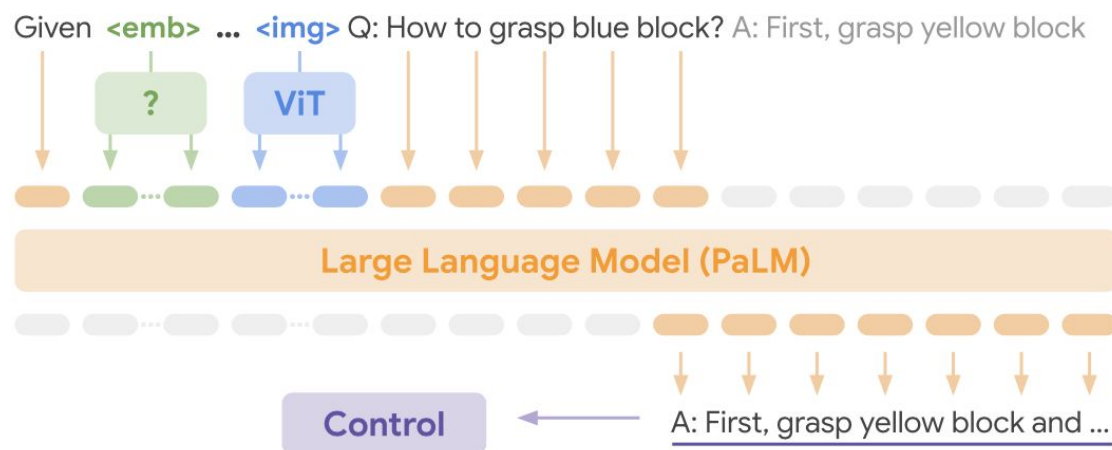 Given <emb> ... <img> Q: How to grasp blue block? A: First, grasp yellow block
? ViT
Large Language Model (PaLM)
Control A: First, grasp yellow block and ...